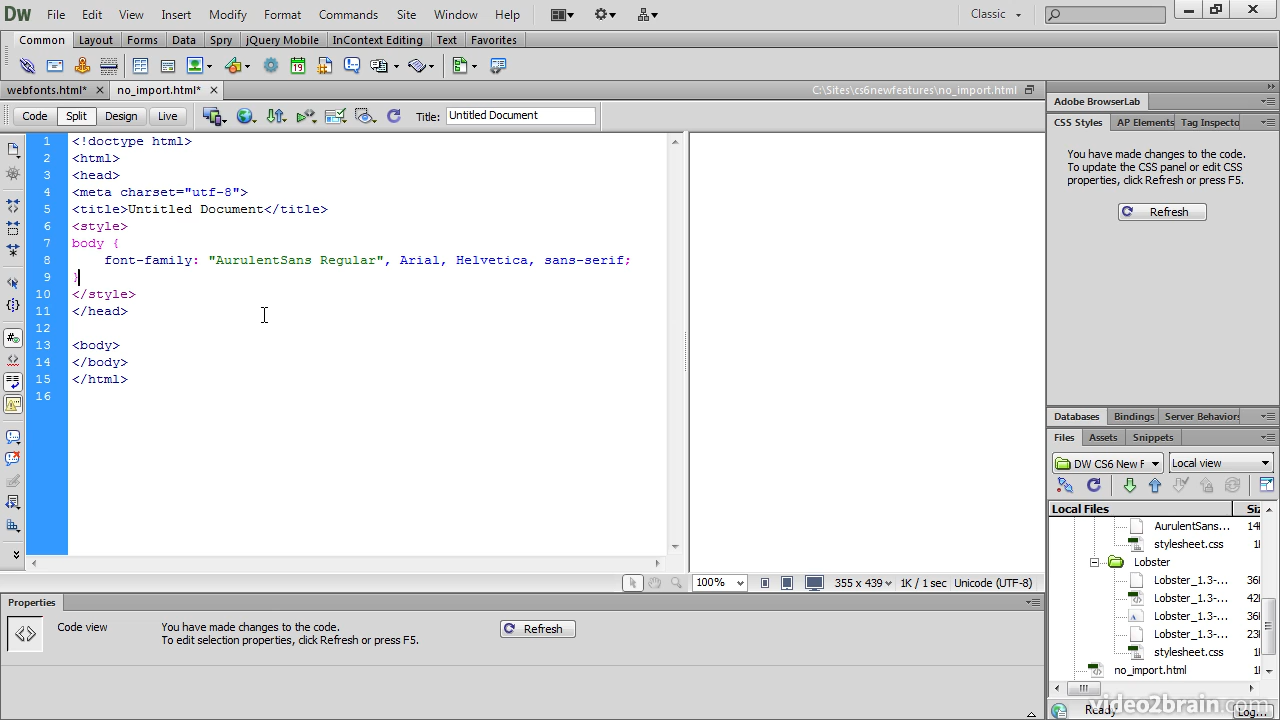 Dw File Edit View Insert Modify Format Commands Site Window Help Classic
Common Layout Forms Data Spry jQuery Mobile InContext Editing Text Favorites
webfonts.html* no_import.html* C:\Sites\cs6newfeatures\no_import.html
Code Split Design Live Title: Untitled Document
1 <!doctype html>
2 <html>
3 <head>
4 <meta charset="utf-8">
5 <title>Untitled Document</title>
6 <style>
7 body {
8 font-family: "AurulentSans Regular", Arial, Helvetica, sans-serif;
9 }
10 </style>
11 </head>
12
13 <body>
14 </body>
15 </html>
16
100% 355 x 439 1K / 1 sec Unicode (UTF-8)
Properties
Code view
You have made changes to the code.
To edit selection properties, click Refresh or press F5.
Refresh
Adobe BrowserLab
CSS Styles AP Elements Tag Inspecto
You have made changes to the code.
To update the CSS panel or edit CSS
properties, click Refresh or press F5.
Refresh
Databases Bindings Server Behaviors
Files Assets Snippets
DW CS6 New F Local view
Local Files Siz
AurulentSans... 14K
stylesheet.css 1K
Lobster
Lobster_1.3-... 36K
Lobster_1.3-... 42K
Lobster_1.3-... 36K
Lobster_1.3-... 23K
stylesheet.css 1K
no_import.html 1K
Ready Log...
video2brain.com